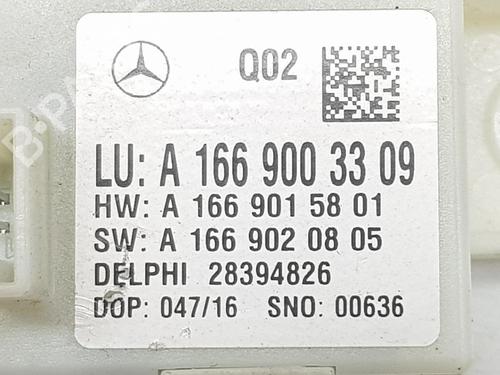 Q02
LU: A 166 900 33 09
HW: A 166 901 58 01
SW: A 166 902 08 05
DELPHI 28394826
DOP: 047/16 SNO: 00636
B-PARTS